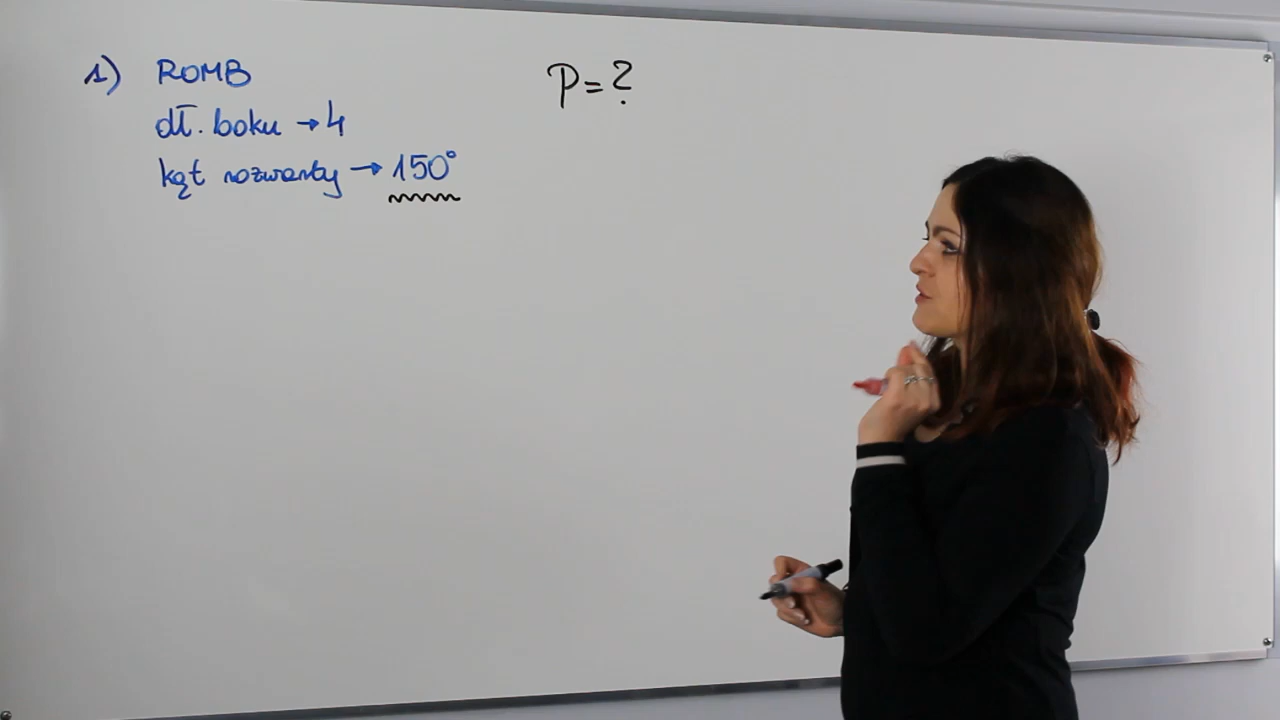 1) ROMB
dł. boku → 4
kąt rozwarty → 150°
P = ?